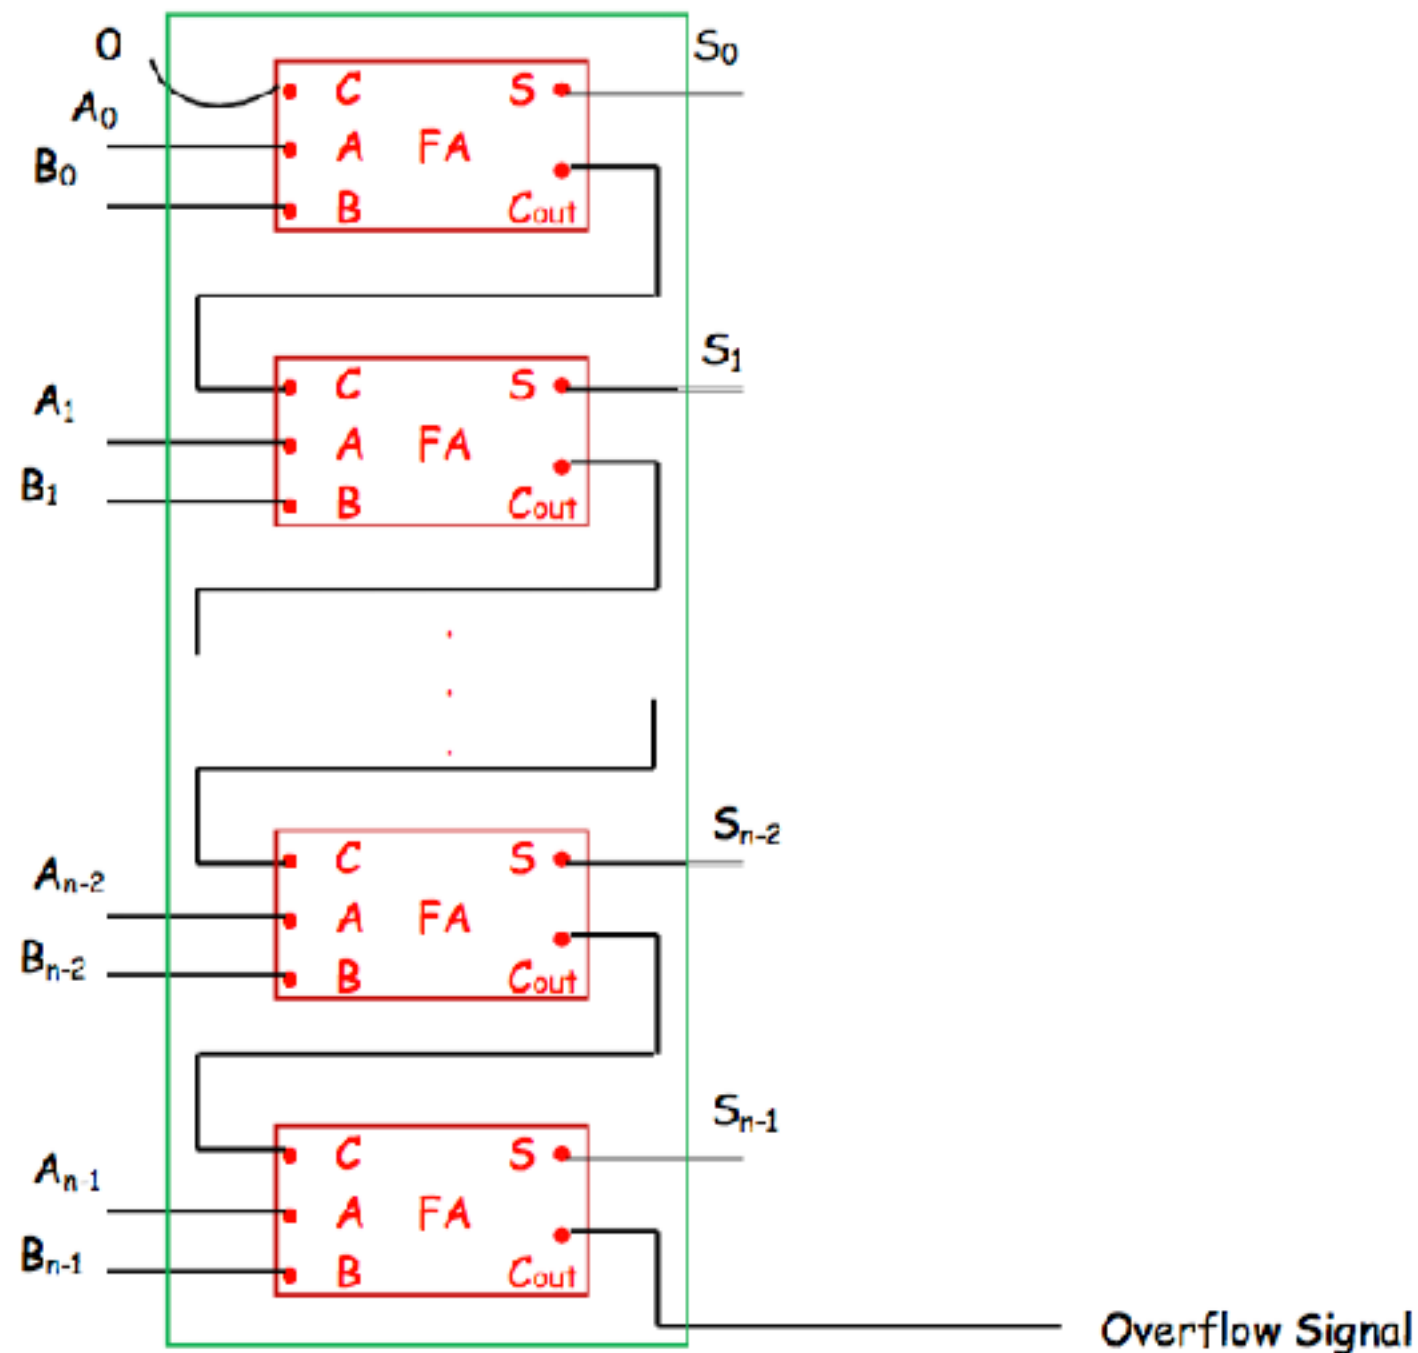 0
S₀
C S
A₀
A FA
B₀
B Cout
S₁
C S
A₁
A FA
B₁
B Cout
Sₙ₋₂
C S
Aₙ₋₂
A FA
Bₙ₋₂
B Cout
Sₙ₋₁
C S
Aₙ₋₁
A FA
Bₙ₋₁
B Cout
Overflow Signal